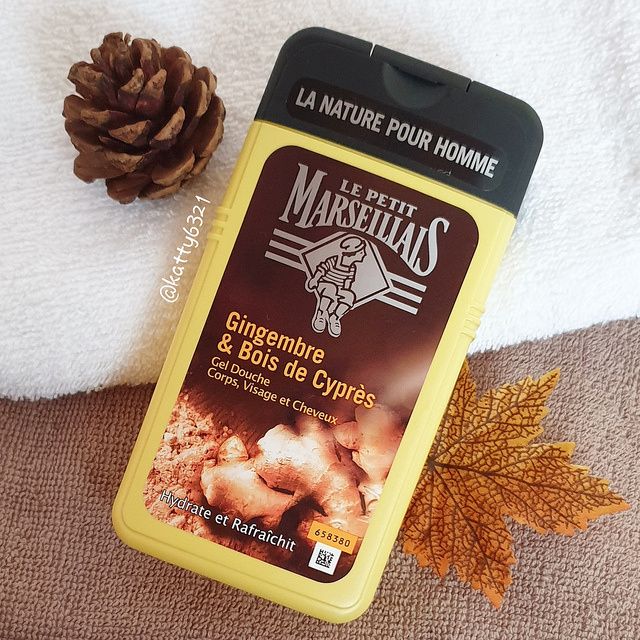 LA NATURE POUR HOMME
LE PETIT
MARSEILLAIS
@katty6321
Gingembre
& Bois de Cyprès
Gel Douche
Corps, Visage et Cheveux
Hydrate et Rafraîchit
658380